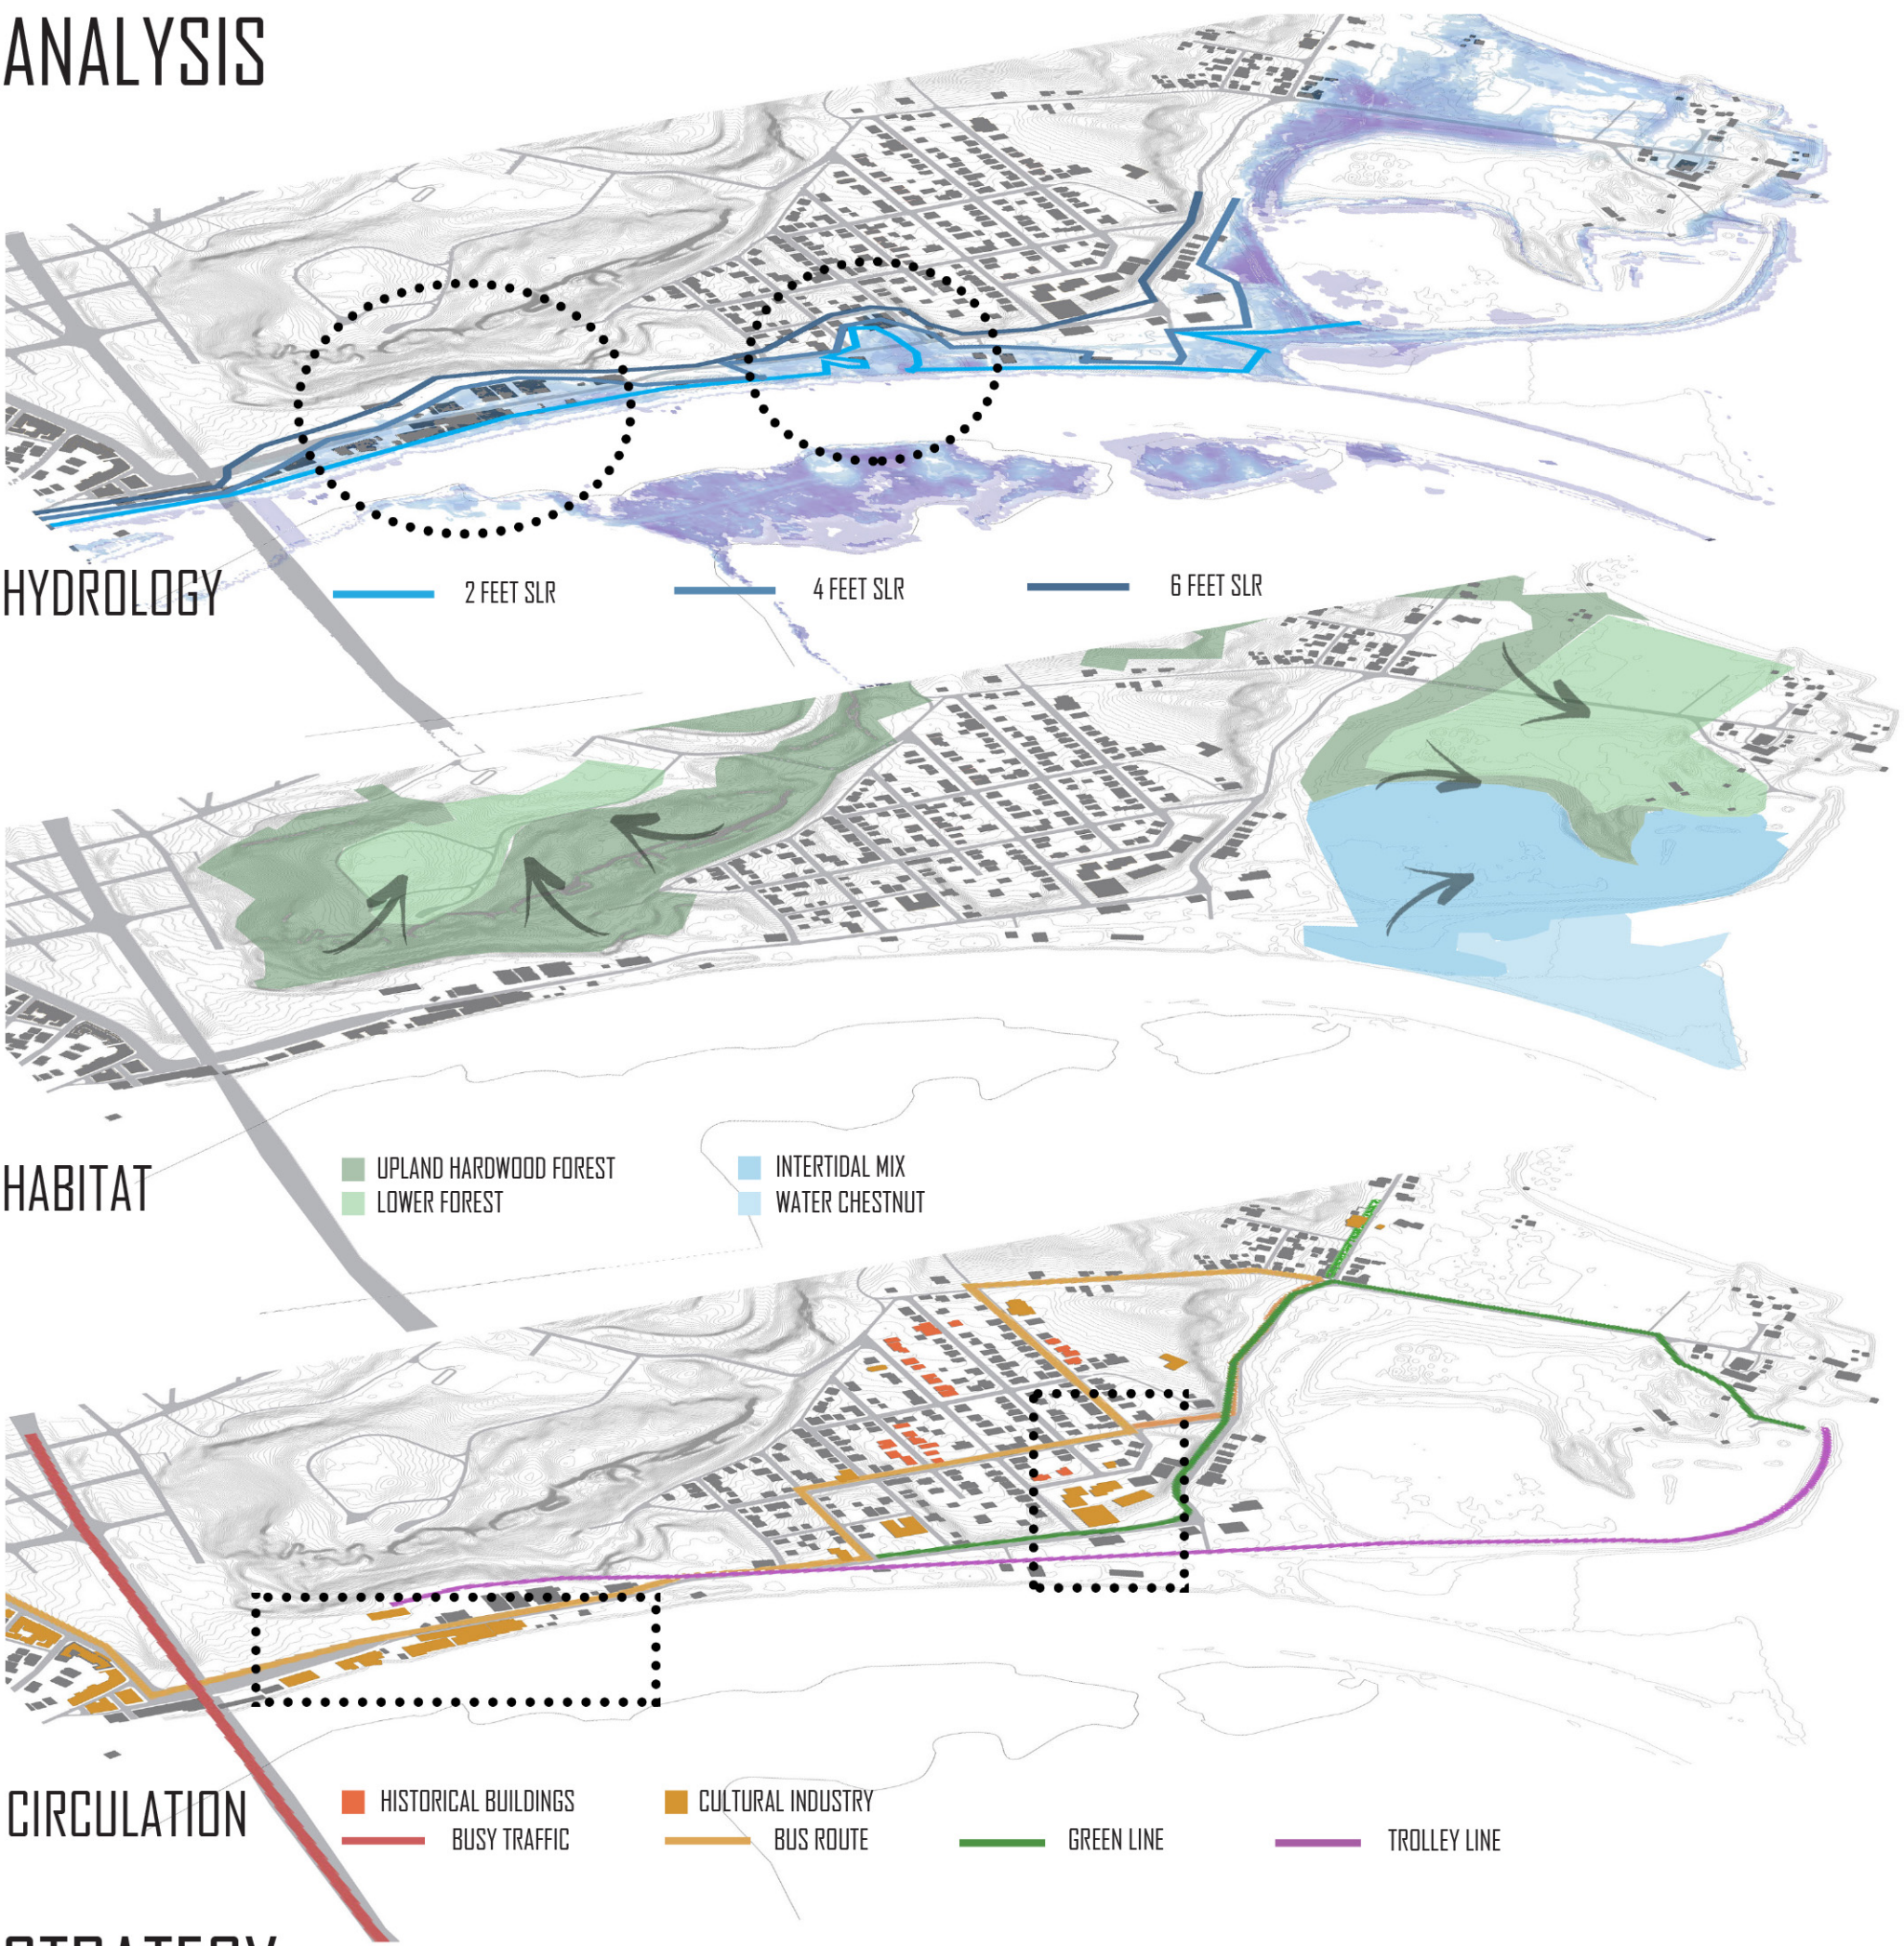 ANALYSIS
HYDROLOGY
2 FEET SLR
4 FEET SLR
6 FEET SLR
HABITAT
UPLAND HARDWOOD FOREST
INTERTIDAL MIX
LOWER FOREST
WATER CHESTNUT
CIRCULATION
HISTORICAL BUILDINGS
CULTURAL INDUSTRY
BUSY TRAFFIC
BUS ROUTE
GREEN LINE
TROLLEY LINE